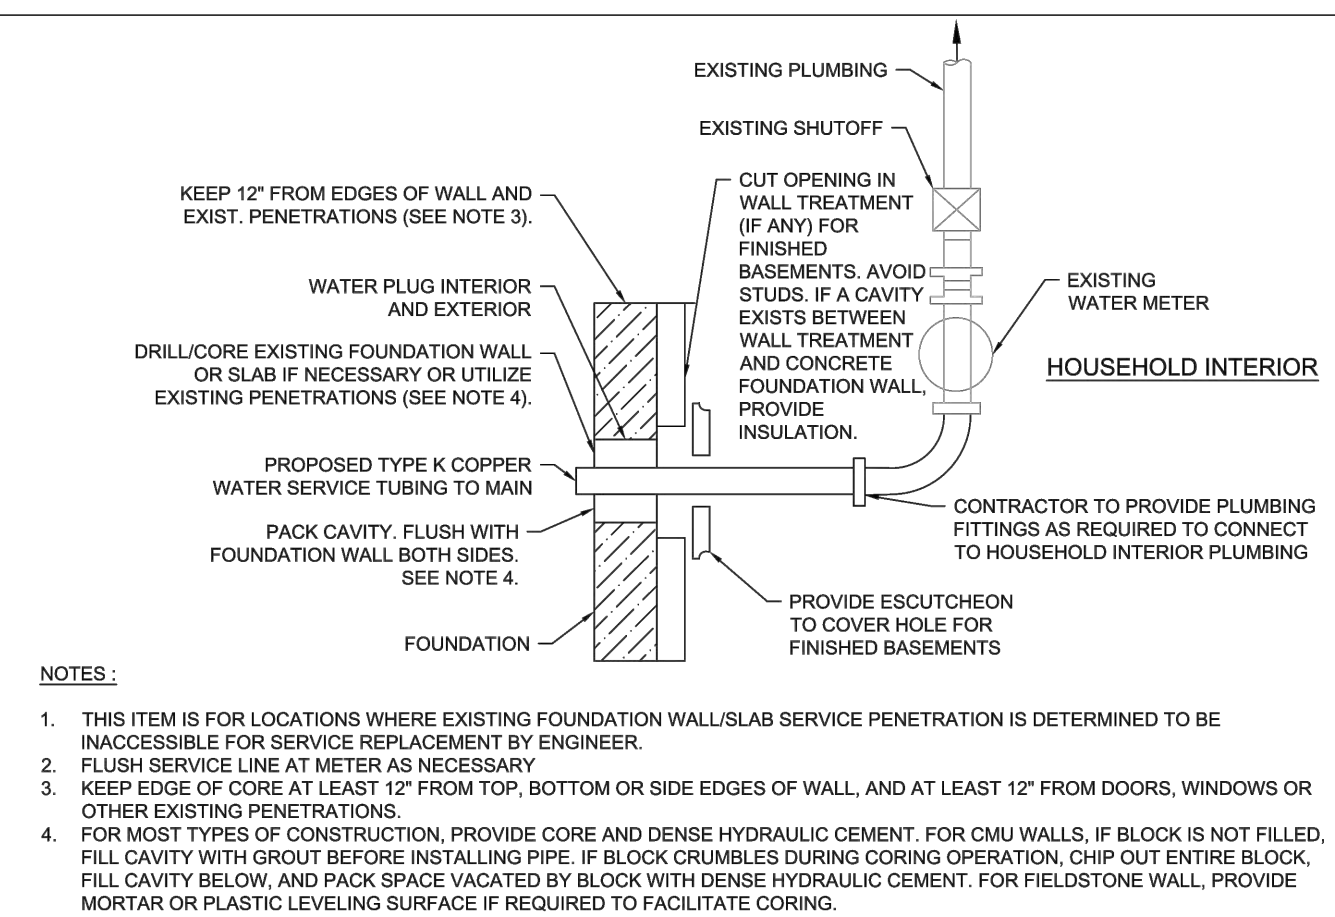 EXISTING PLUMBING
EXISTING SHUTOFF
KEEP 12" FROM EDGES OF WALL AND
EXIST. PENETRATIONS (SEE NOTE 3).
CUT OPENING IN
WALL TREATMENT
(IF ANY) FOR
FINISHED
BASEMENTS. AVOID
STUDS. IF A CAVITY
EXISTS BETWEEN
WALL TREATMENT
AND CONCRETE
FOUNDATION WALL,
PROVIDE
INSULATION.
WATER PLUG INTERIOR
AND EXTERIOR
EXISTING
WATER METER
DRILL/CORE EXISTING FOUNDATION WALL
OR SLAB IF NECESSARY OR UTILIZE
EXISTING PENETRATIONS (SEE NOTE 4).
HOUSEHOLD INTERIOR
PROPOSED TYPE K COPPER
WATER SERVICE TUBING TO MAIN
CONTRACTOR TO PROVIDE PLUMBING
FITTINGS AS REQUIRED TO CONNECT
TO HOUSEHOLD INTERIOR PLUMBING
PACK CAVITY. FLUSH WITH
FOUNDATION WALL BOTH SIDES.
SEE NOTE 4.
PROVIDE ESCUTCHEON
TO COVER HOLE FOR
FINISHED BASEMENTS
FOUNDATION
NOTES :
1. THIS ITEM IS FOR LOCATIONS WHERE EXISTING FOUNDATION WALL/SLAB SERVICE PENETRATION IS DETERMINED TO BE
INACCESSIBLE FOR SERVICE REPLACEMENT BY ENGINEER.
2. FLUSH SERVICE LINE AT METER AS NECESSARY
3. KEEP EDGE OF CORE AT LEAST 12" FROM TOP, BOTTOM OR SIDE EDGES OF WALL, AND AT LEAST 12" FROM DOORS, WINDOWS OR
OTHER EXISTING PENETRATIONS.
4. FOR MOST TYPES OF CONSTRUCTION, PROVIDE CORE AND DENSE HYDRAULIC CEMENT. FOR CMU WALLS, IF BLOCK IS NOT FILLED,
FILL CAVITY WITH GROUT BEFORE INSTALLING PIPE. IF BLOCK CRUMBLES DURING CORING OPERATION, CHIP OUT ENTIRE BLOCK,
FILL CAVITY BELOW, AND PACK SPACE VACATED BY BLOCK WITH DENSE HYDRAULIC CEMENT. FOR FIELDSTONE WALL, PROVIDE
MORTAR OR PLASTIC LEVELING SURFACE IF REQUIRED TO FACILITATE CORING.